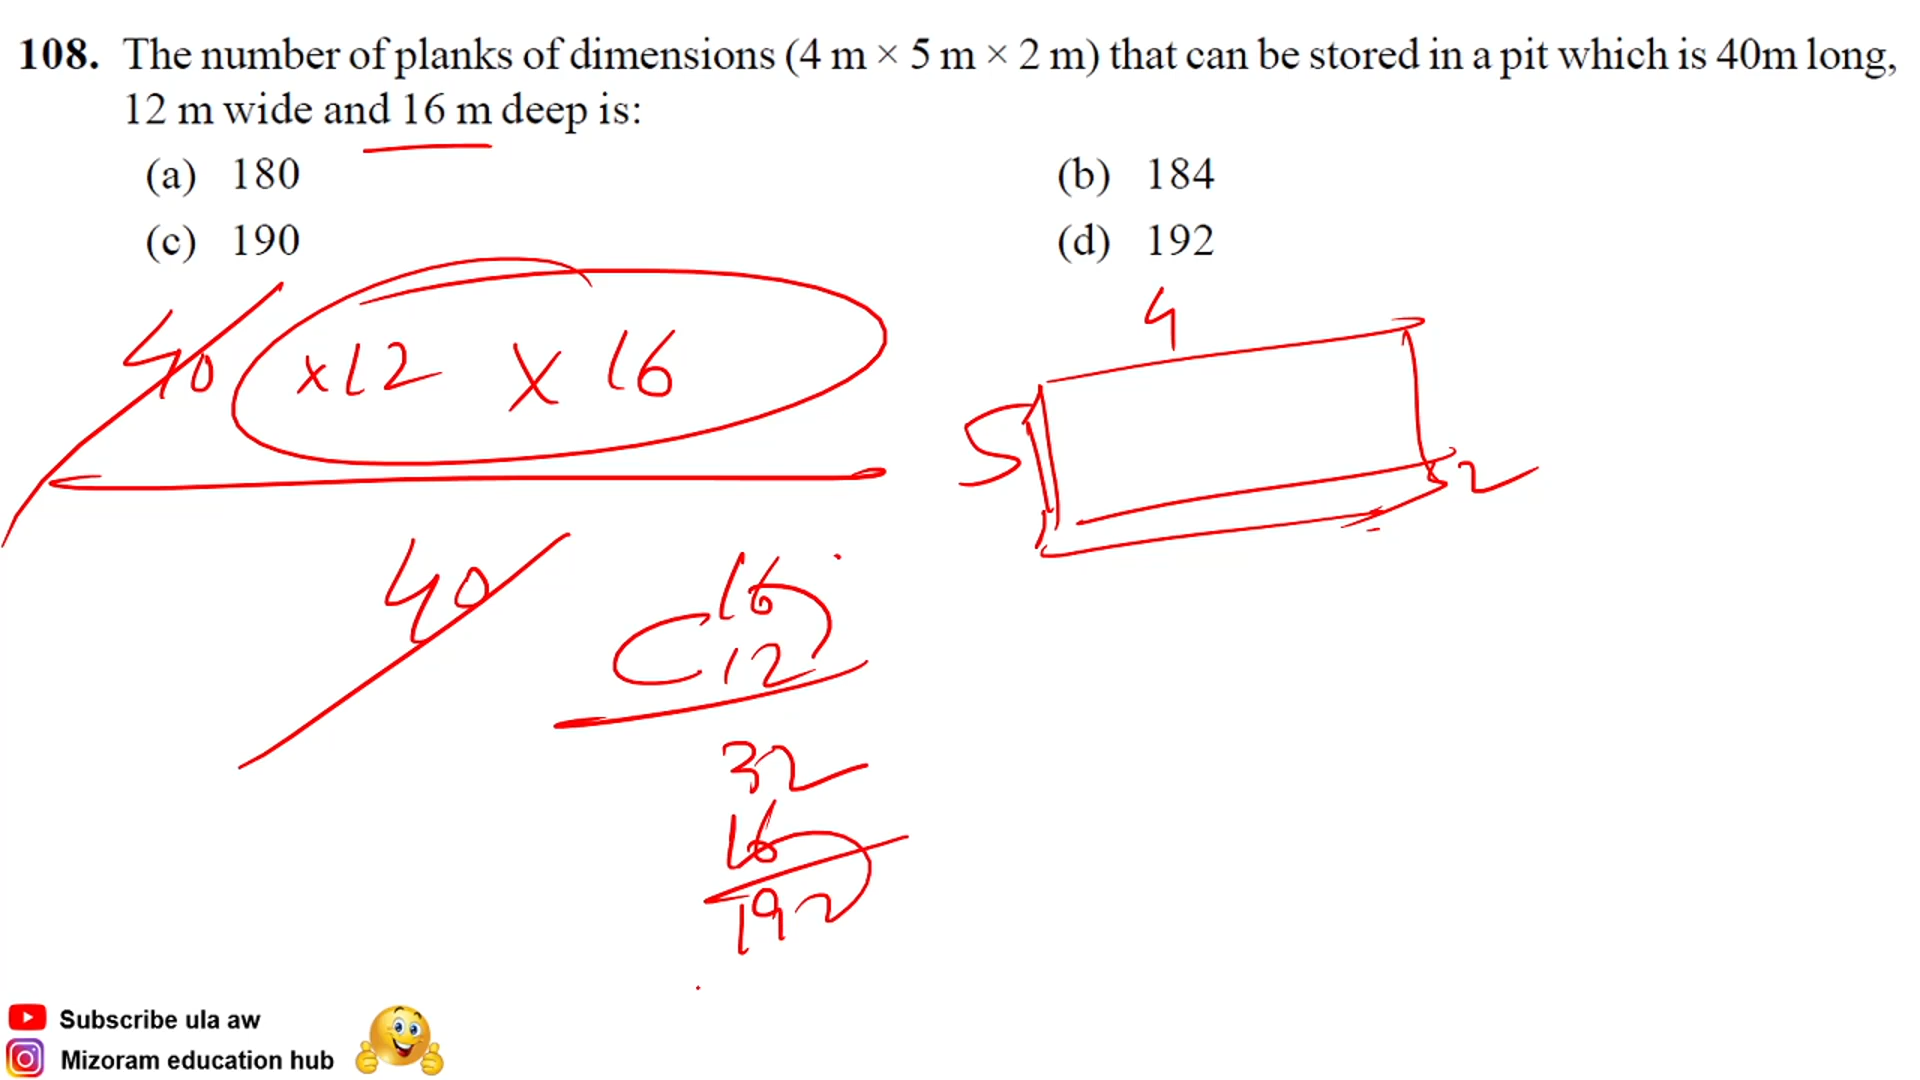 108. The number of planks of dimensions (4 m × 5 m × 2 m) that can be stored in a pit which is 40m long,
12 m wide and 16 m deep is:
(a) 180 (b) 184
(c) 190 (d) 192
40 ×12 × 16
40
4
5
2
16
12
32
16
192
Subscribe ula aw
Mizoram education hub